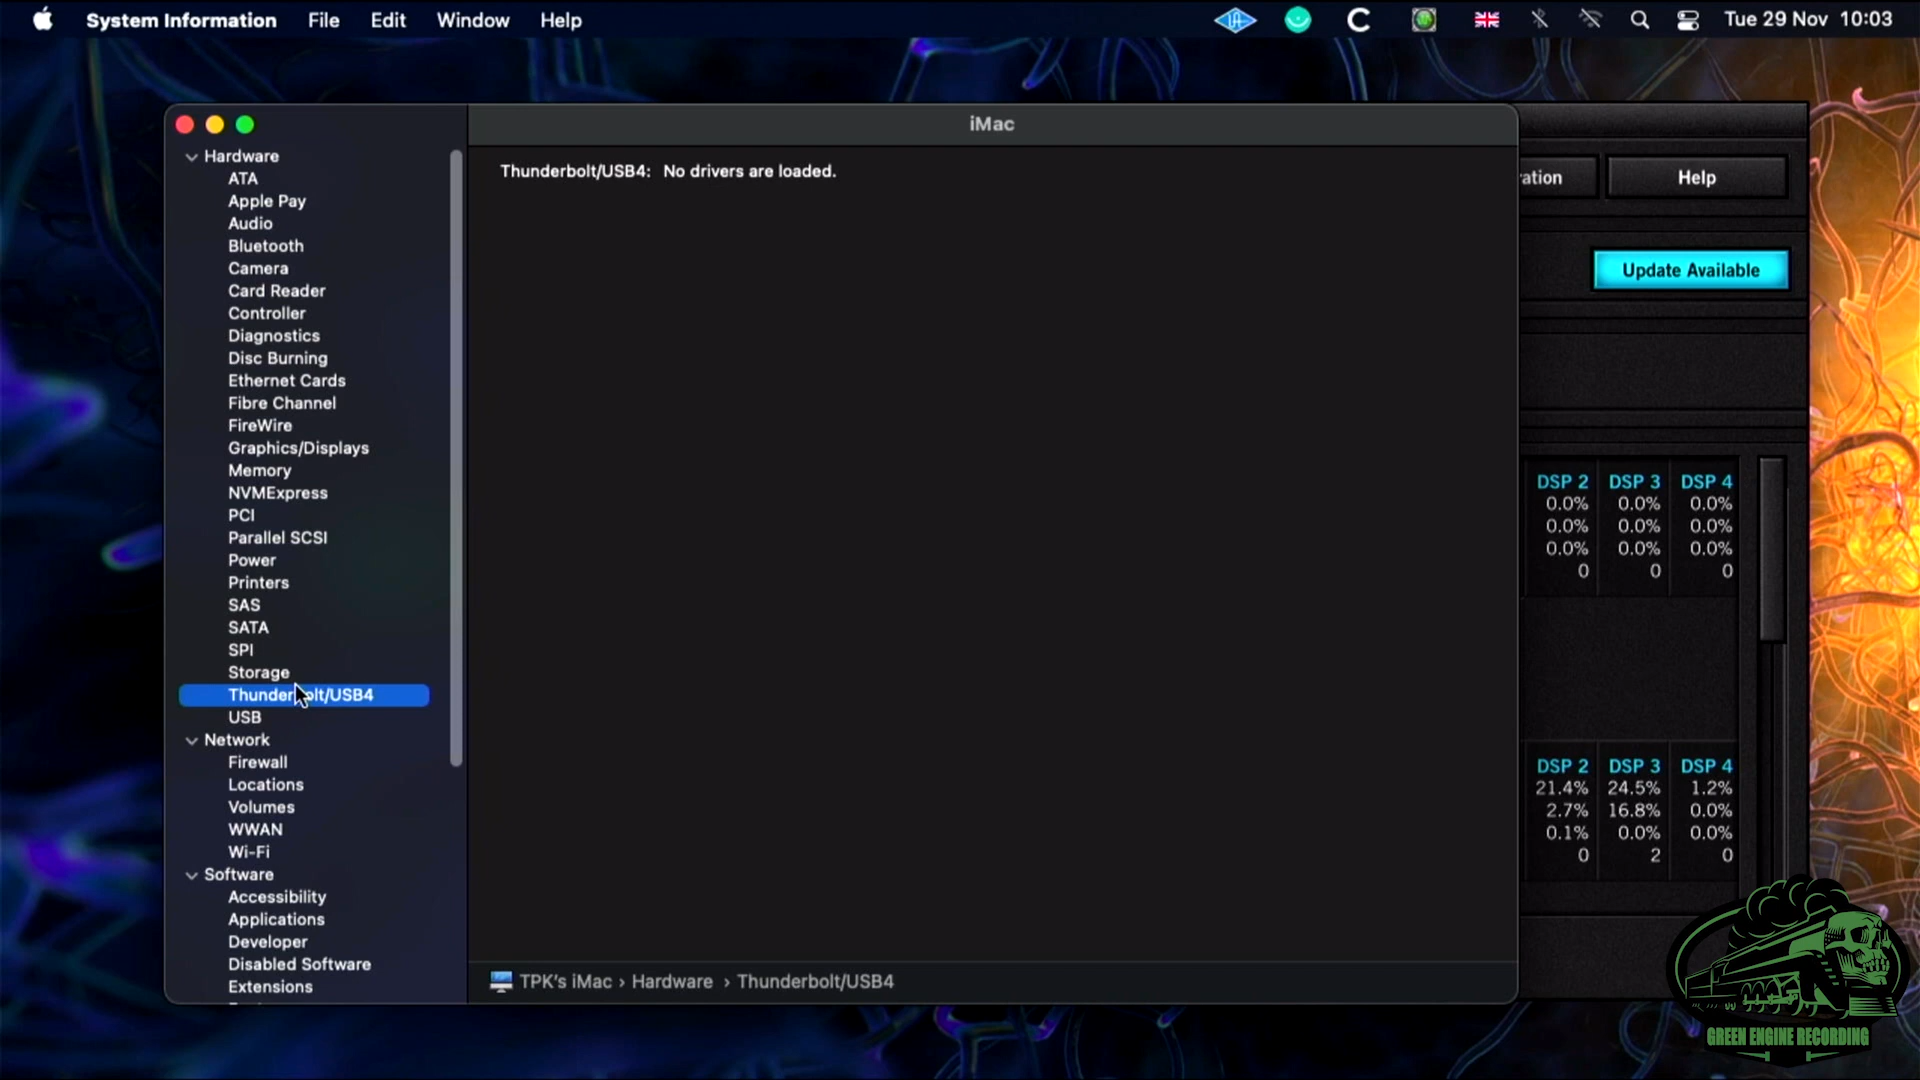 System Information File Edit Window Help
UA
C
Tue 29 Nov 10:03
iMac
Hardware
ATA
Apple Pay
Audio
Bluetooth
Camera
Card Reader
Controller
Diagnostics
Disc Burning
Ethernet Cards
Fibre Channel
FireWire
Graphics/Displays
Memory
NVMExpress
PCI
Parallel SCSI
Power
Printers
SAS
SATA
SPI
Storage
Thunderbolt/USB4
USB
Network
Firewall
Locations
Volumes
WWAN
Wi-Fi
Software
Accessibility
Applications
Developer
Disabled Software
Extensions
Thunderbolt/USB4: No drivers are loaded.
TPK's iMac › Hardware › Thunderbolt/USB4
ration Help
Update Available
DSP 2 DSP 3 DSP 4
0.0% 0.0% 0.0%
0.0% 0.0% 0.0%
0.0% 0.0% 0.0%
0 0 0
DSP 2 DSP 3 DSP 4
21.4% 24.5% 1.2%
2.7% 16.8% 0.0%
0.1% 0.0% 0.0%
0 2 0
GREEN ENGINE RECORDING